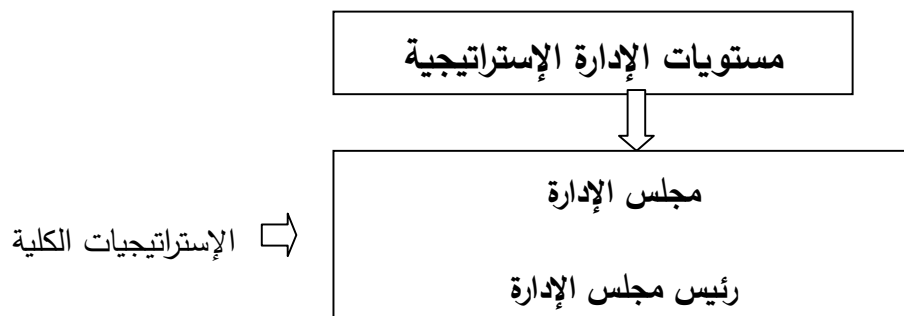 مستويات الإدارة الإستراتيجية
مجلس الإدارة
الإستراتيجيات الكلية
رئيس مجلس الإدارة